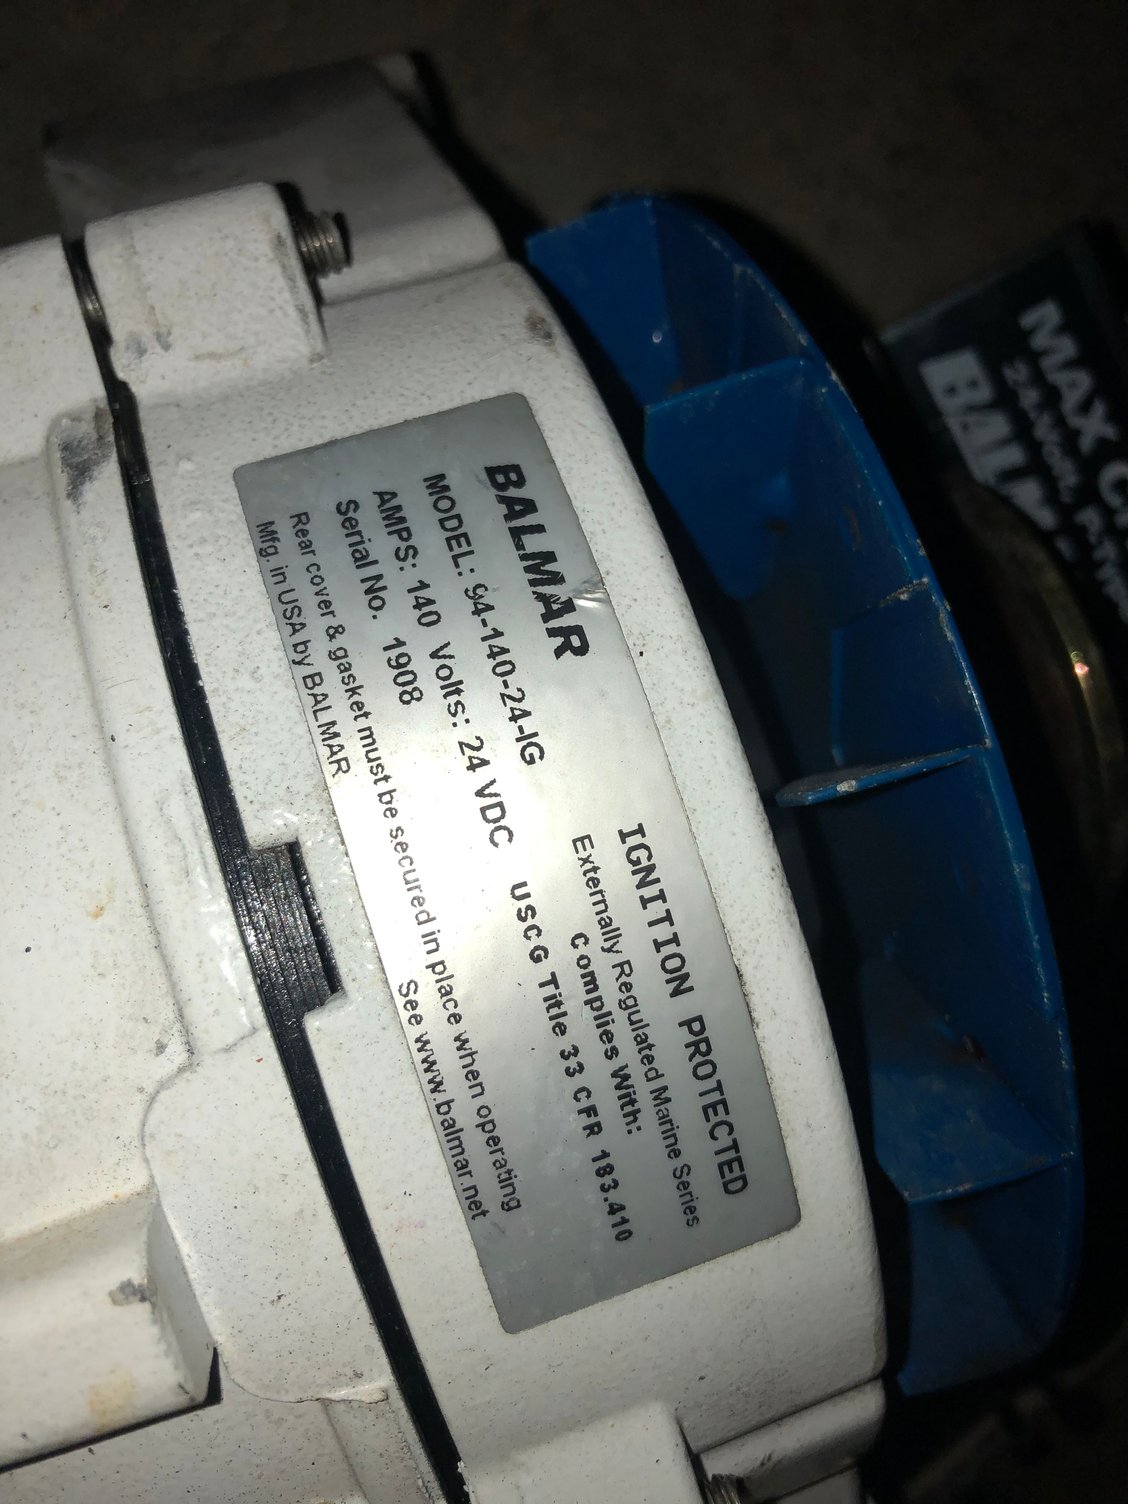 BALMAR
MODEL: 94-140-24-IG
AMPS: 140 Volts: 24 VDC
Serial No. 1908
Rear cover & gasket must be secured in place when operating
Mfg. in USA by BALMAR
See www.balmar.net
IGNITION PROTECTED
Externally Regulated Marine Series
Complies With:
USCG Title 33 CFR 183.410
MAX